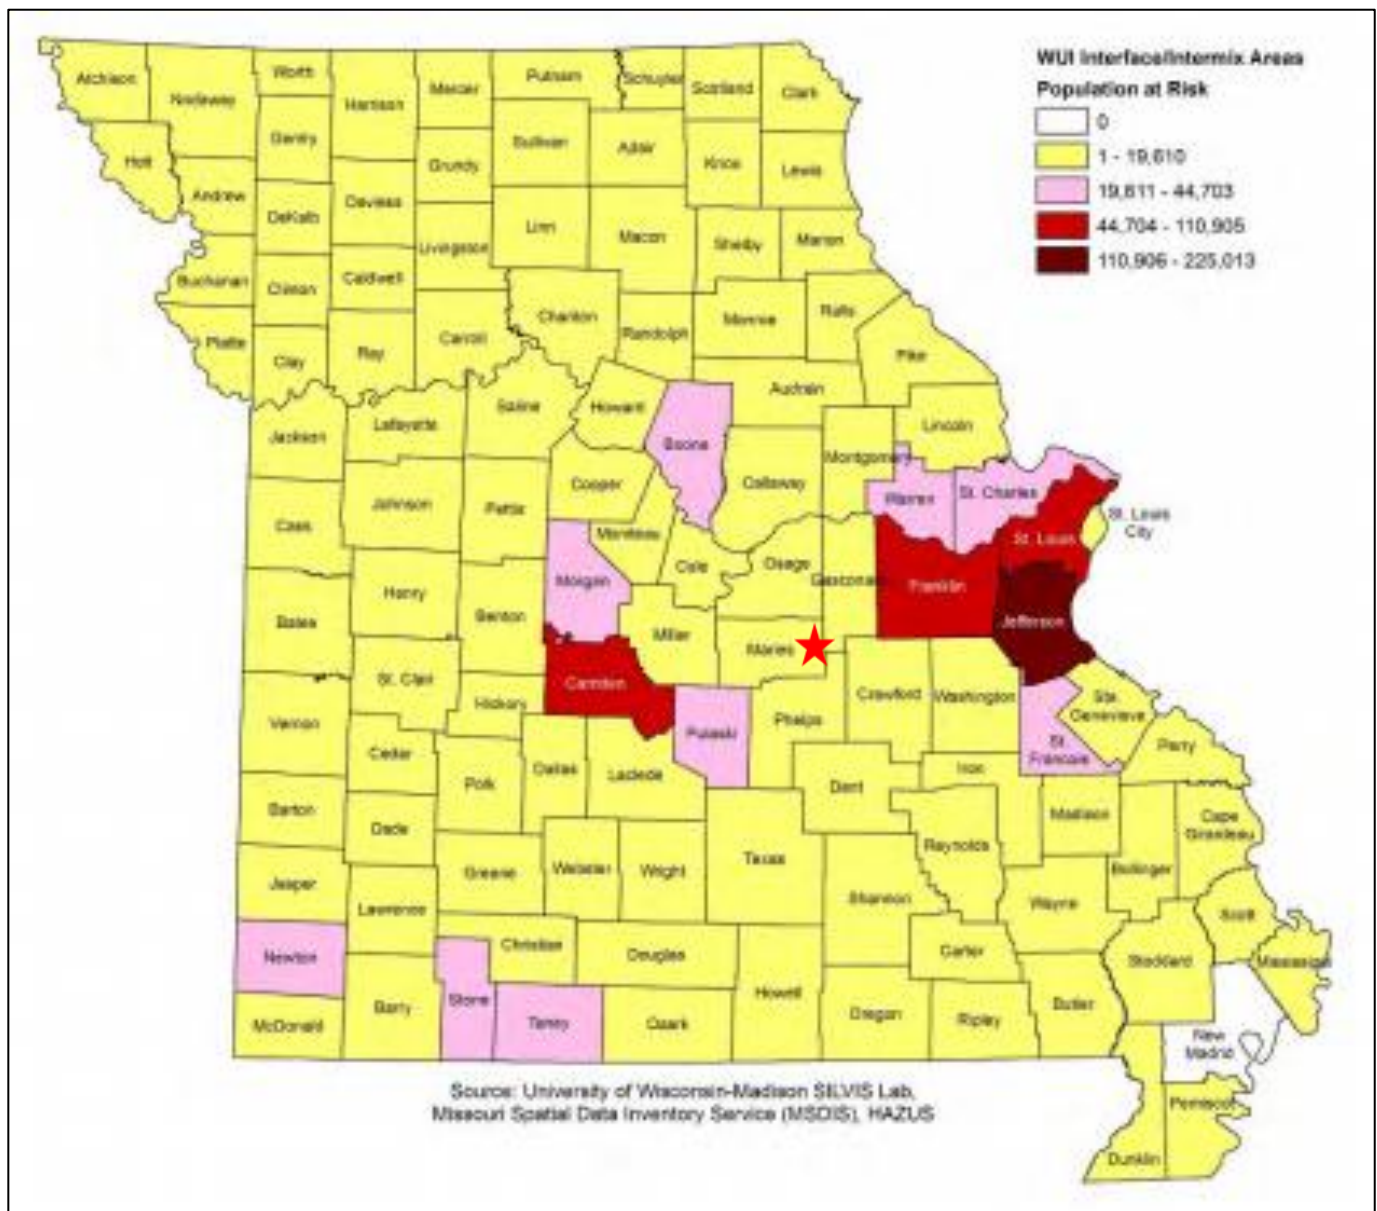 WUI Interface/Intermix Areas
Population at Risk
0
1 - 19,610
19,611 - 44,703
44,704 - 110,905
110,906 - 225,013
Atchison
Nodaway
Worth
Harrison
Mercer
Putnam
Schuyler
Scotland
Clark
Holt
Gentry
Sullivan
Adair
Knox
Lewis
Andrew
DeKalb
Daviess
Grundy
Linn
Macon
Shelby
Marion
Buchanan
Clinton
Caldwell
Livingston
Chariton
Randolph
Monroe
Ralls
Platte
Clay
Ray
Carroll
Pike
Audrain
Jackson
Lafayette
Saline
Howard
Boone
Lincoln
Callaway
Montgomery
Warren
St. Charles
Cooper
Cass
Johnson
Pettis
Moniteau
St. Louis
City
St. Louis
Cole
Osage
Gasconade
Franklin
Morgan
Bates
Henry
Benton
Miller
Maries
Jefferson
St. Clair
Camden
Crawford
Washington
Ste.
Genevieve
Vernon
Hickory
Pulaski
Phelps
St.
Francois
Perry
Cedar
Polk
Dallas
Laclede
Dent
Iron
Barton
Dade
Madison
Cape
Girardeau
Jasper
Greene
Webster
Wright
Texas
Reynolds
Bollinger
Lawrence
Shannon
Wayne
Scott
Newton
Christian
Douglas
Carter
Stoddard
Mississippi
McDonald
Barry
Stone
Taney
Ozark
Howell
Oregon
Ripley
Butler
New
Madrid
Pemiscot
Dunklin
Source: University of Wisconsin-Madison SILVIS Lab,
Missouri Spatial Data Inventory Service (MSDIS), HAZUS